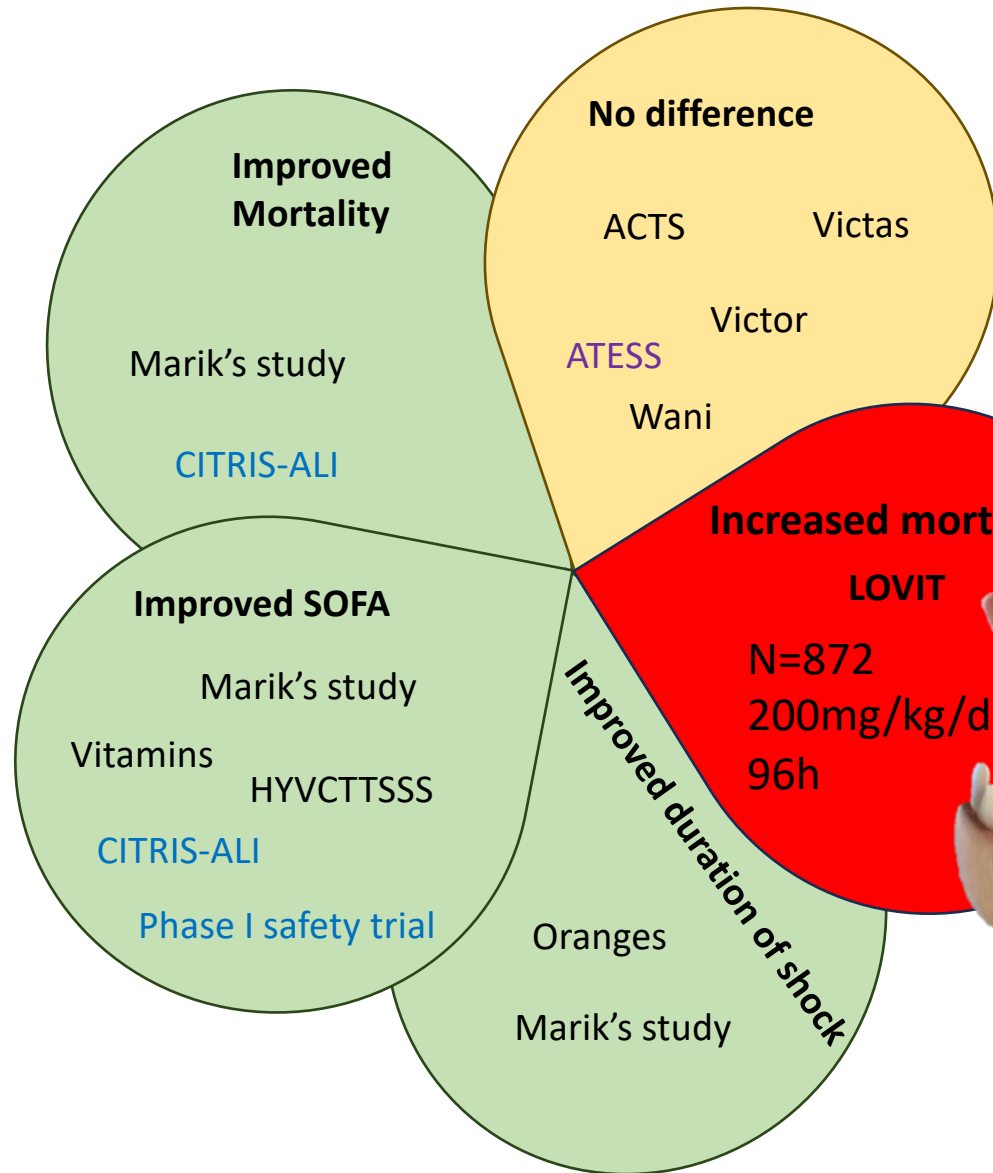 Improved
Mortality
Marik's study
CITRIS-ALI
No difference
ACTS
Victas
Victor
ATESS
Wani
Increased mort
LOVIT
N=872
200mg/kg/d
96h
Improved SOFA
Marik's study
Vitamins
HYVCTTSSS
CITRIS-ALI
Phase I safety trial
Improved duration of shock
Oranges
Marik's study